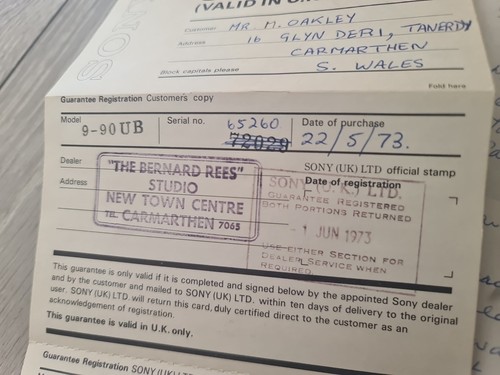 (VALID IN
Customer MR M. OAKLEY
Address 16 GLYN DERI, TANERDY
CARMARTHEN
Block capitals please S. WALES
Fold here
SONY
Guarantee Registration Customers copy
Model 9-90UB Serial no. 65260 Date of purchase 22/5/73.
72029
Dealer SONY (UK) LTD official stamp
Address Date of registration
"THE BERNARD REES"
STUDIO
NEW TOWN CENTRE
TEL CARMARTHEN 7065
SONY (U.K.) LTD.
GUARANTEE REGISTERED
BOTH PORTIONS RETURNED
- 1 JUN 1973
USE EITHER SECTION FOR
DEALER SERVICE WHEN
REQUIRED.
This guarantee is only valid if it is completed and signed below by the appointed Sony dealer
and by the customer and mailed to SONY (UK) LTD. within ten days of delivery to the original
user. SONY (UK) LTD. will return this card, duly certified direct to the customer as an
acknowledgement of registration.
This guarantee is valid in U.K. only.
Guarantee Registration SONY (UK) LTD